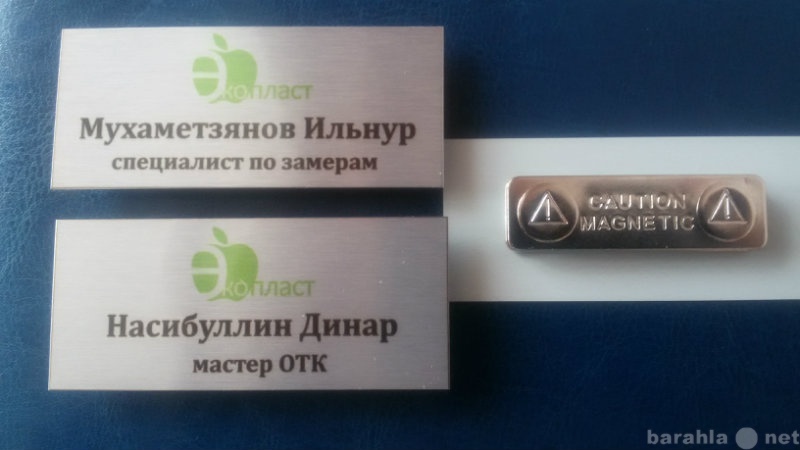 Экопласт
Мухаметзянов Ильнур
специалист по замерам
Экопласт
Насибуллин Динар
мастер ОТК
CAUTION
MAGNETIC
barahla net